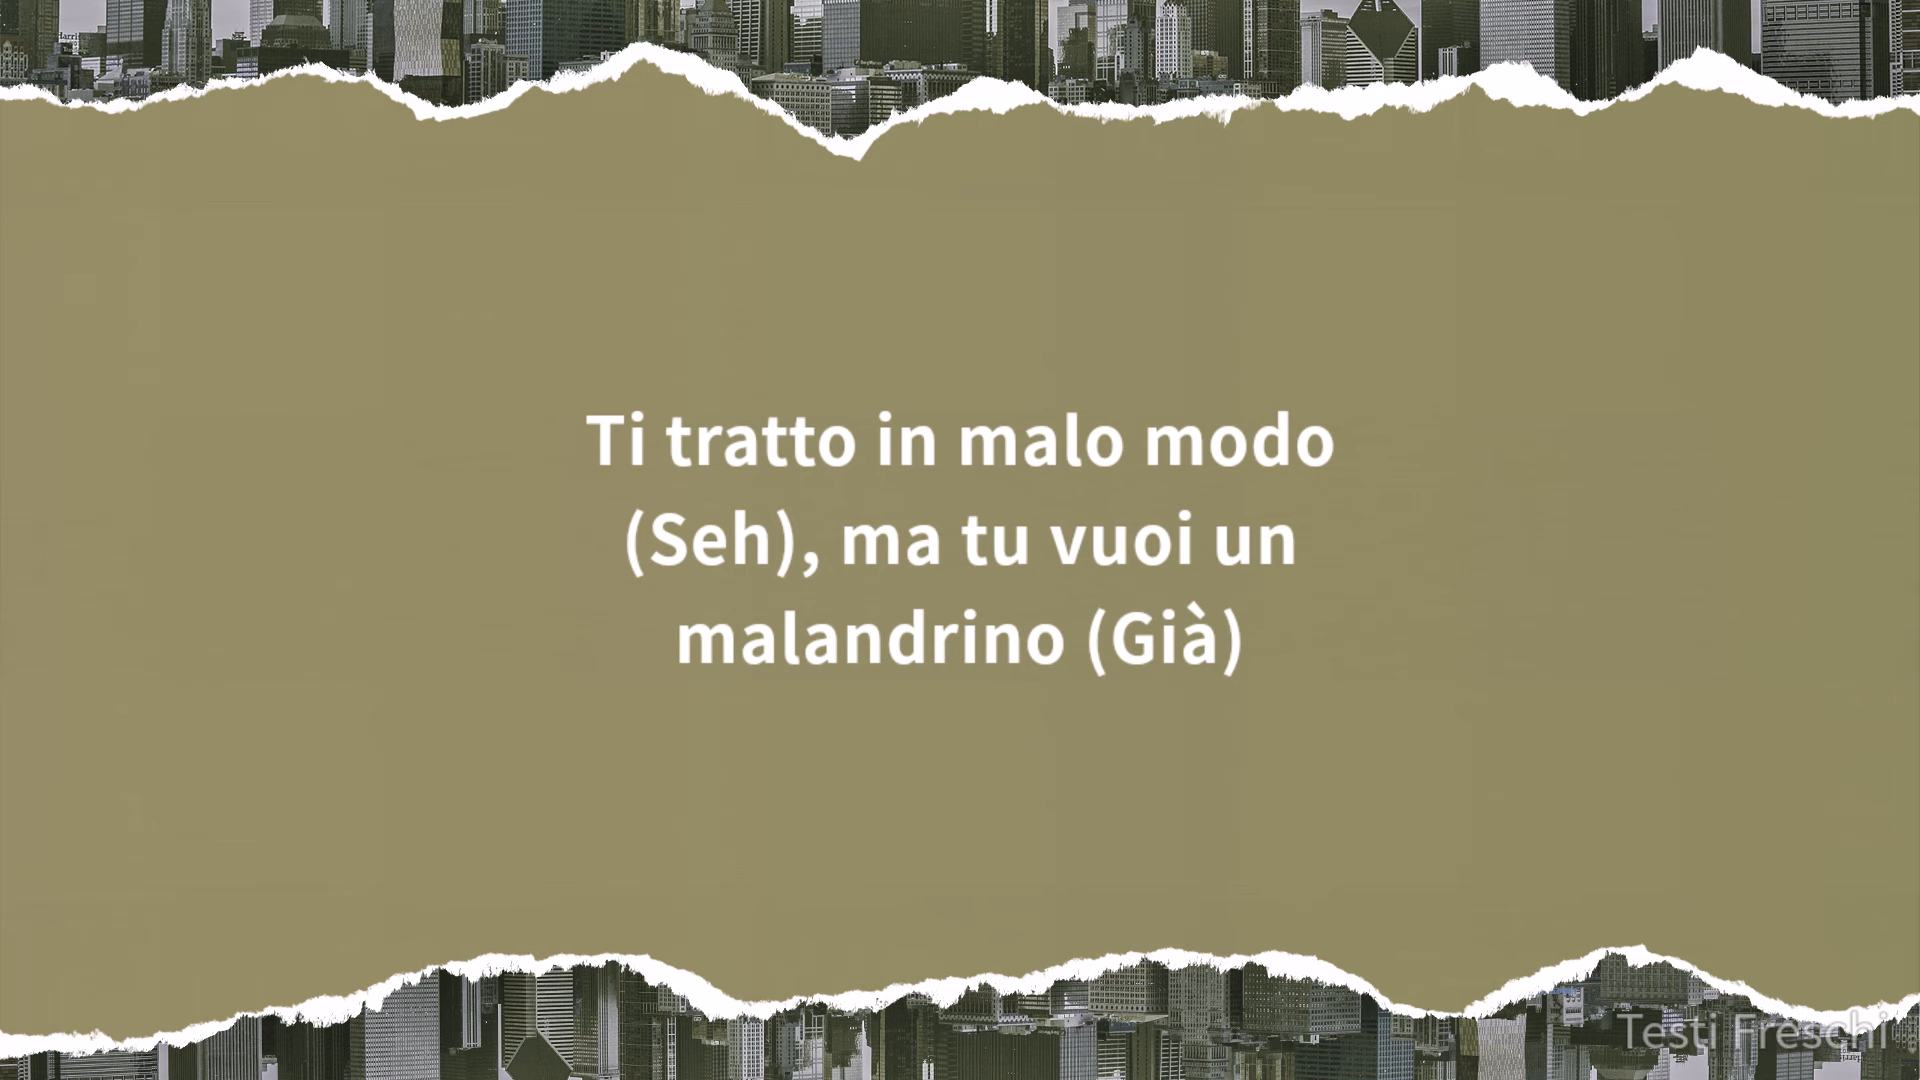 Ti tratto in malo modo
(Seh), ma tu vuoi un
malandrino (Già)
Testi Freschi